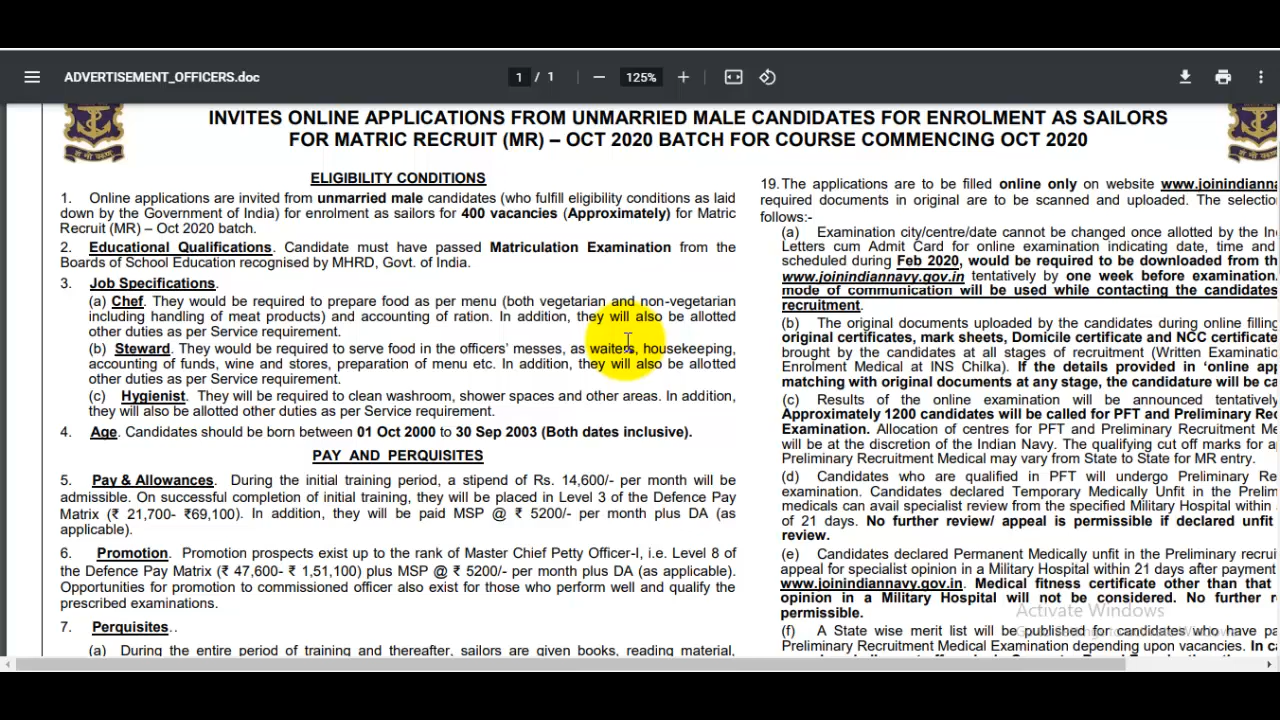 ADVERTISEMENT_OFFICERS.doc
1 / 1
125%
INVITES ONLINE APPLICATIONS FROM UNMARRIED MALE CANDIDATES FOR ENROLMENT AS SAILORS
FOR MATRIC RECRUIT (MR) – OCT 2020 BATCH FOR COURSE COMMENCING OCT 2020
ELIGIBILITY CONDITIONS
1. Online applications are invited from unmarried male candidates (who fulfill eligibility conditions as laid
down by the Government of India) for enrolment as sailors for 400 vacancies (Approximately) for Matric
Recruit (MR) – Oct 2020 batch.
2. Educational Qualifications. Candidate must have passed Matriculation Examination from the
Boards of School Education recognised by MHRD, Govt. of India.
3. Job Specifications.
(a) Chef. They would be required to prepare food as per menu (both vegetarian and non-vegetarian
including handling of meat products) and accounting of ration. In addition, they will also be allotted
other duties as per Service requirement.
(b) Steward. They would be required to serve food in the officers' messes, as waiters, housekeeping,
accounting of funds, wine and stores, preparation of menu etc. In addition, they will also be allotted
other duties as per Service requirement.
(c) Hygienist. They will be required to clean washroom, shower spaces and other areas. In addition,
they will also be allotted other duties as per Service requirement.
4. Age. Candidates should be born between 01 Oct 2000 to 30 Sep 2003 (Both dates inclusive).
PAY AND PERQUISITES
5. Pay & Allowances. During the initial training period, a stipend of Rs. 14,600/- per month will be
admissible. On successful completion of initial training, they will be placed in Level 3 of the Defence Pay
Matrix (₹ 21,700- ₹69,100). In addition, they will be paid MSP @ ₹ 5200/- per month plus DA (as
applicable).
6. Promotion. Promotion prospects exist up to the rank of Master Chief Petty Officer-I, i.e. Level 8 of
the Defence Pay Matrix (₹ 47,600- ₹ 1,51,100) plus MSP @ ₹ 5200/- per month plus DA (as applicable).
Opportunities for promotion to commissioned officer also exist for those who perform well and qualify the
prescribed examinations.
7. Perquisites..
(a) During the entire period of training and thereafter, sailors are given books, reading material,
19. The applications are to be filled online only on website www.joinindianna
required documents in original are to be scanned and uploaded. The selectio
follows:-
(a) Examination city/centre/date cannot be changed once allotted by the In
Letters cum Admit Card for online examination indicating date, time and
scheduled during Feb 2020, would be required to be downloaded from th
www.joinindiannavy.gov.in tentatively by one week before examination.
mode of communication will be used while contacting the candidates
recruitment.
(b) The original documents uploaded by the candidates during online filling
original certificates, mark sheets, Domicile certificate and NCC certificate
brought by the candidates at all stages of recruitment (Written Examinatio
Enrolment Medical at INS Chilka). If the details provided in 'online app
matching with original documents at any stage, the candidature will be ca
(c) Results of the online examination will be announced tentatively
Approximately 1200 candidates will be called for PFT and Preliminary Rec
Examination. Allocation of centres for PFT and Preliminary Recruitment Me
will be at the discretion of the Indian Navy. The qualifying cut off marks for a
Preliminary Recruitment Medical may vary from State to State for MR entry.
(d) Candidates who are qualified in PFT will undergo Preliminary Re
examination. Candidates declared Temporary Medically Unfit in the Prelim
medicals can avail specialist review from the specified Military Hospital within
of 21 days. No further review/ appeal is permissible if declared unfit
review.
(e) Candidates declared Permanent Medically unfit in the Preliminary recrui
appeal for specialist opinion in a Military Hospital within 21 days after payment
www.joinindiannavy.gov.in. Medical fitness certificate other than that
opinion in a Military Hospital will not be considered. No further r
permissible.
Activate Windows
(f) A State wise merit list will be published for candidates who have pa
Preliminary Recruitment Medical Examination depending upon vacancies. In ca